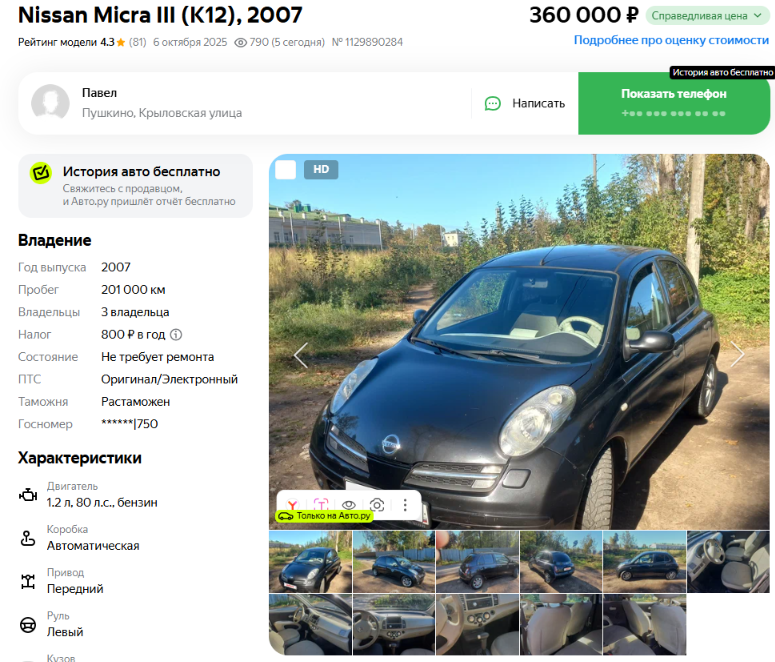 Nissan Micra III (K12), 2007
360 000 ₽ Справедливая цена
Рейтинг модели 4.3 (81) 6 октября 2025 790 (5 сегодня) № 1129890284
Подробнее про оценку стоимости
История авто бесплатно
Павел
Пушкино, Крыловская улица
Написать
Показать телефон
История авто бесплатно
Свяжитесь с продавцом,
и Авто.ру пришлёт отчёт бесплатно
HD
Владение
Год выпуска 2007
Пробег 201 000 км
Владельцы 3 владельца
Налог 800 ₽ в год
Состояние Не требует ремонта
ПТС Оригинал/Электронный
Таможня Растаможен
Госномер ******|750
Характеристики
Двигатель
1.2 л, 80 л.с., бензин
Коробка
Автоматическая
Привод
Передний
Руль
Левый
Кузов
Только на Авто.ру